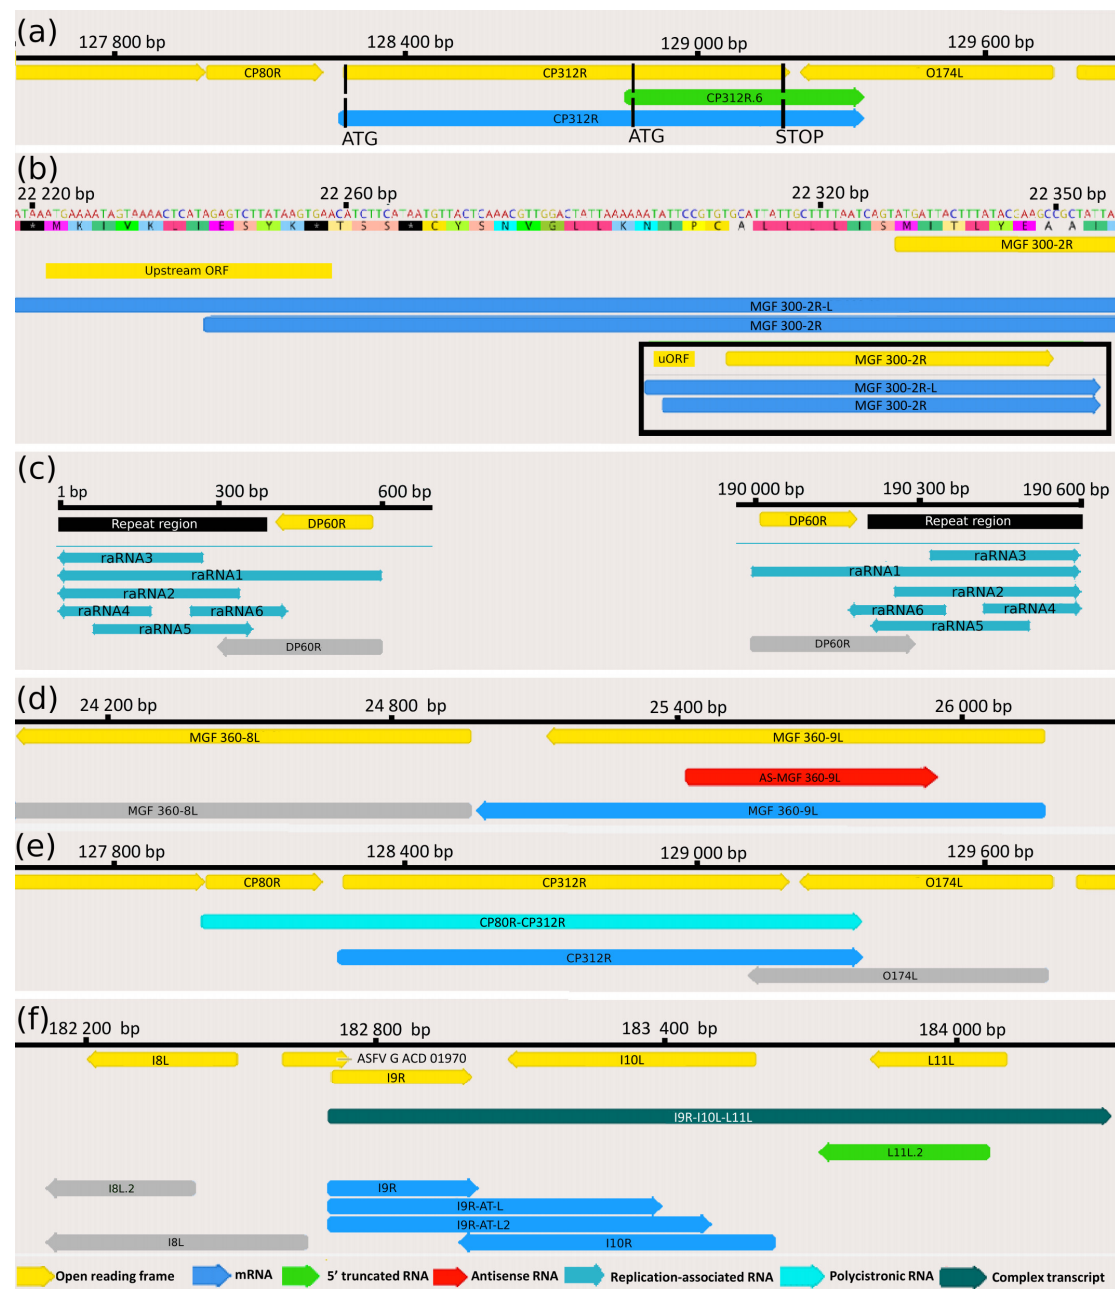 (a)
127 800 bp 128 400 bp 129 000 bp 129 600 bp
CP80R CP312R O174L
CP312R.6
CP312R
ATG ATG STOP
(b)
22 220 bp 22 260 bp 22 320 bp 22 350 bp
* M K I V K L I E S Y K * T S S * C Y S N V G L L K N I P C A L L L I S M I T L Y E A A I
MGF 300-2R
Upstream ORF
MGF 300-2R-L
MGF 300-2R
uORF MGF 300-2R
MGF 300-2R-L
MGF 300-2R
(c)
1 bp 300 bp 600 bp 190 000 bp 190 300 bp 190 600 bp
Repeat region DP60R DP60R Repeat region
raRNA3 raRNA3
raRNA1 raRNA1
raRNA2 raRNA2
raRNA4 raRNA6 raRNA6 raRNA4
raRNA5 raRNA5
DP60R DP60R
(d)
24 200 bp 24 800 bp 25 400 bp 26 000 bp
MGF 360-8L MGF 360-9L
AS-MGF 360-9L
MGF 360-8L MGF 360-9L
(e)
127 800 bp 128 400 bp 129 000 bp 129 600 bp
CP80R CP312R O174L
CP80R-CP312R
CP312R
O174L
(f)
182 200 bp 182 800 bp 183 400 bp 184 000 bp
I8L ASFV G ACD 01970 I10L L11L
I9R
I9R-I10L-L11L
L11L.2
I8L.2 I9R
I9R-AT-L
I9R-AT-L2
I8L I10R
Open reading frame mRNA 5' truncated RNA Antisense RNA Replication-associated RNA Polycistronic RNA Complex transcript